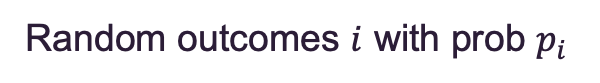 Random outcomes 𝑖 with prob 𝑝ᵢ